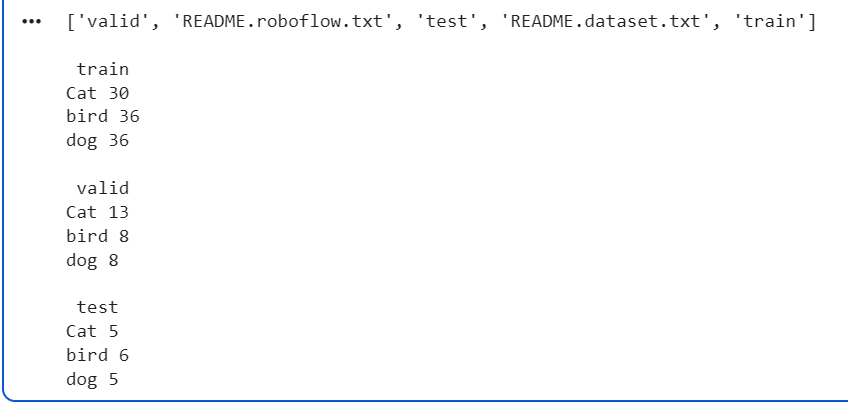 ••• ['valid', 'README.roboflow.txt', 'test', 'README.dataset.txt', 'train']
train
Cat 30
bird 36
dog 36
valid
Cat 13
bird 8
dog 8
test
Cat 5
bird 6
dog 5